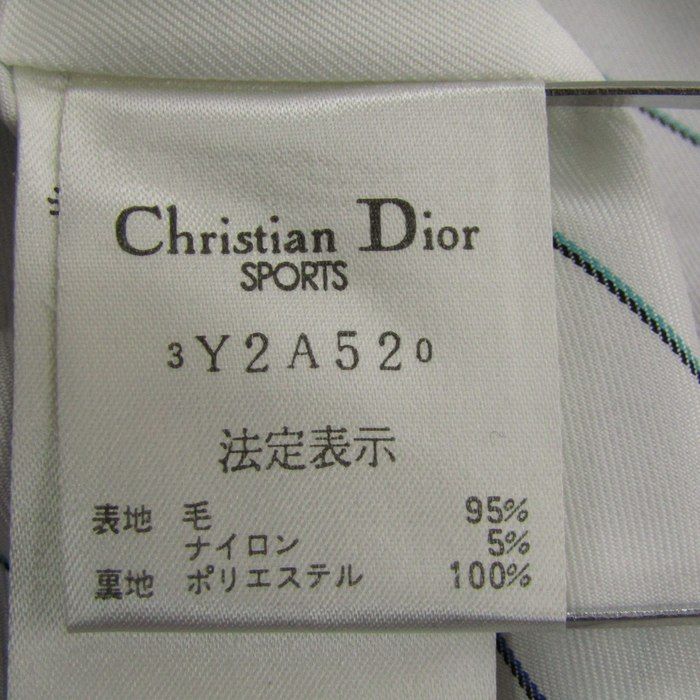 Christian Dior
SPORTS
3Y2A520
法定表示
表地 毛 95%
ナイロン 5%
裏地 ポリエステル 100%